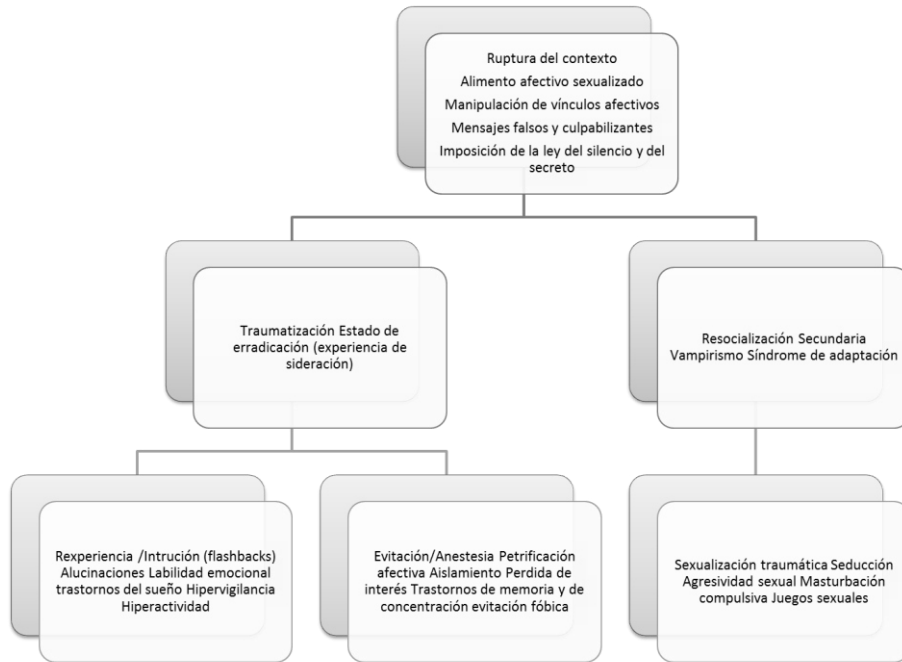 Ruptura del contexto
Alimento afectivo sexualizado
Manipulación de vínculos afectivos
Mensajes falsos y culpabilizantes
Imposición de la ley del silencio y del
secreto
Traumatización Estado de
erradicación (experiencia de
sideración)
Resocialización Secundaria
Vampirismo Síndrome de adaptación
Rexperiencia /Intrución (flashbacks)
Alucinaciones Labilidad emocional
trastornos del sueño Hipervigilancia
Hiperactividad
Evitación/Anestesia Petrificación
afectiva Aislamiento Perdida de
interés Trastornos de memoria y de
concentración evitación fóbica
Sexualización traumática Seducción
Agresividad sexual Masturbación
compulsiva Juegos sexuales